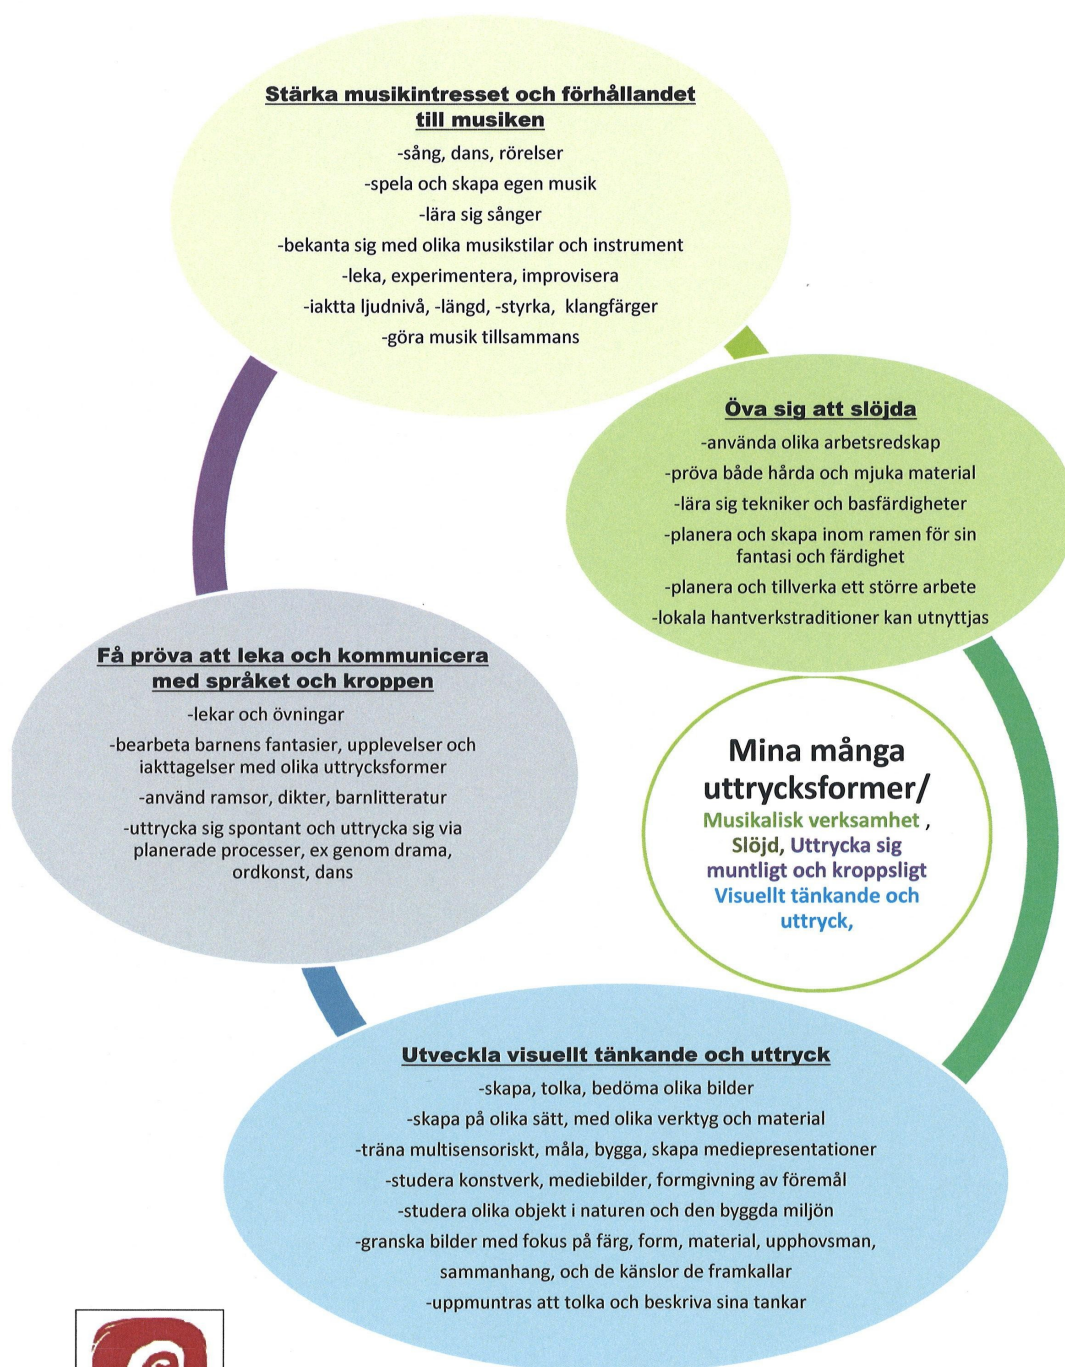 Stärka musikintresset och förhållandet
till musiken
-sång, dans, rörelser
-spela och skapa egen musik
-lära sig sånger
-bekanta sig med olika musikstilar och instrument
-leka, experimentera, improvisera
-iaktta ljudnivå, -längd, -styrka, klangfärger
-göra musik tillsammans
Öva sig att slöjda
-använda olika arbetsredskap
-pröva både hårda och mjuka material
-lära sig tekniker och basfärdigheter
-planera och skapa inom ramen för sin
fantasi och färdighet
-planera och tillverka ett större arbete
-lokala hantverkstraditioner kan utnyttjas
Få pröva att leka och kommunicera
med språket och kroppen
-lekar och övningar
-bearbeta barnens fantasier, upplevelser och
iakttagelser med olika uttrycksformer
-använd ramsor, dikter, barnlitteratur
-uttrycka sig spontant och uttrycka sig via
planerade processer, ex genom drama,
ordkonst, dans
Mina många
uttrycksformer/
Musikalisk verksamhet ,
Slöjd, Uttrycka sig
muntligt och kroppsligt
Visuellt tänkande och
uttryck,
Utveckla visuellt tänkande och uttryck
-skapa, tolka, bedöma olika bilder
-skapa på olika sätt, med olika verktyg och material
-träna multisensoriskt, måla, bygga, skapa mediepresentationer
-studera konstverk, mediebilder, formgivning av föremål
-studera olika objekt i naturen och den byggda miljön
-granska bilder med fokus på färg, form, material, upphovsman,
sammanhang, och de känslor de framkallar
-uppmuntras att tolka och beskriva sina tankar